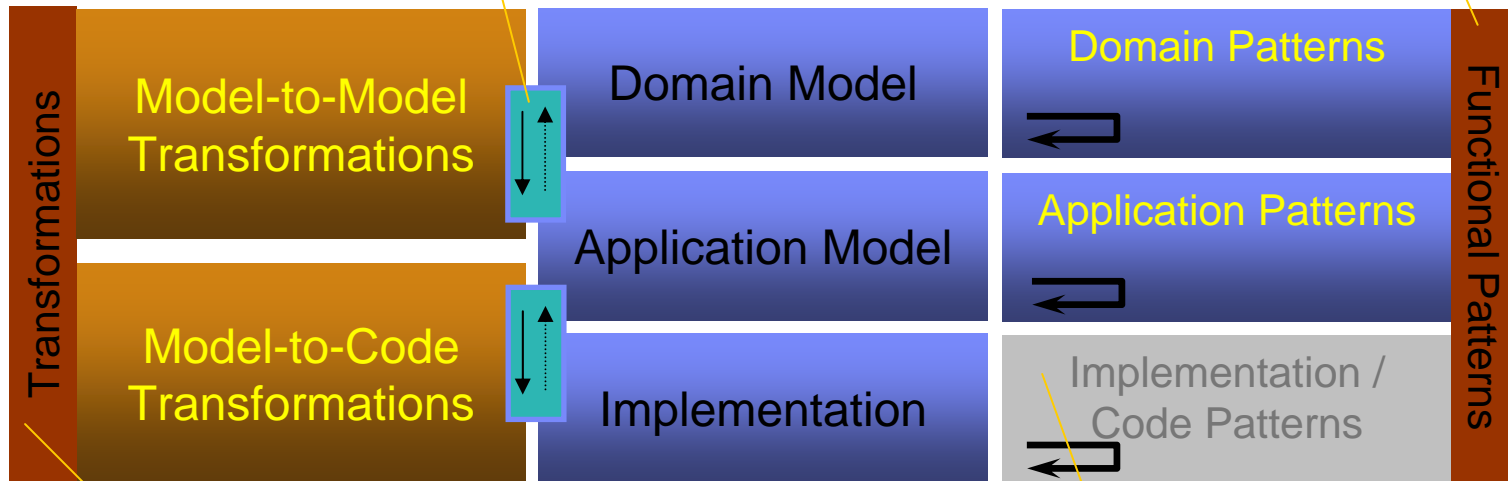 Transformations
Model-to-Model
Transformations
Model-to-Code
Transformations
Domain Model
Application Model
Implementation
Domain Patterns
Application Patterns
Implementation /
Code Patterns
Functional Patterns